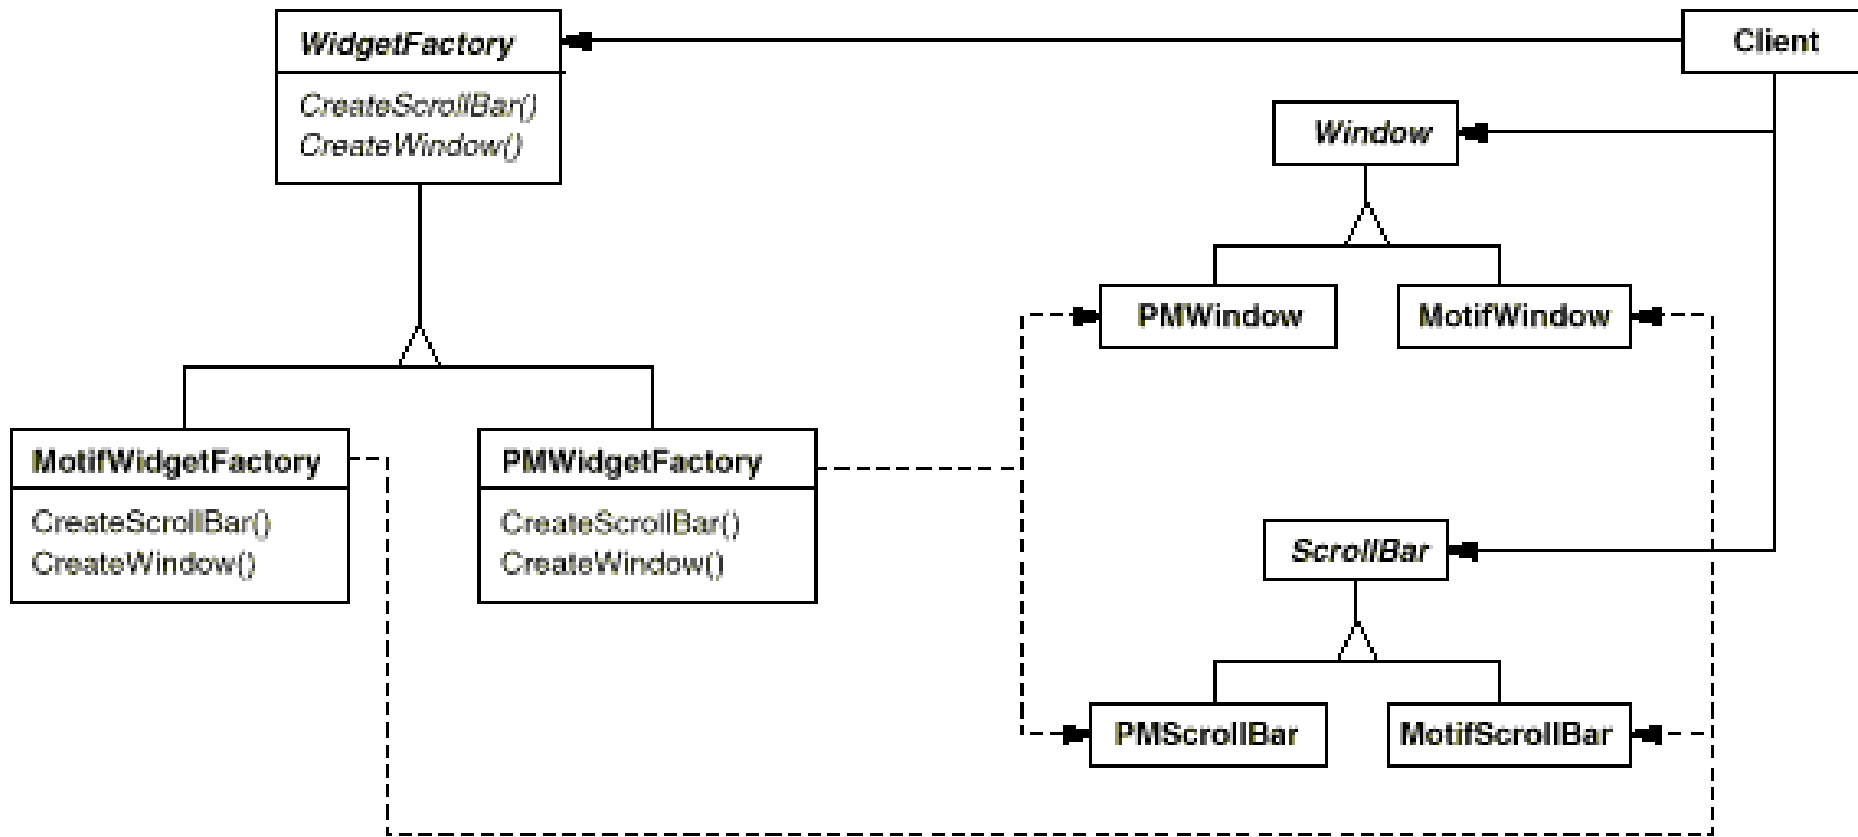 WidgetFactory
CreateScrollBar()
CreateWindow()
Client
Window
PMWindow
MotifWindow
MotifWidgetFactory
CreateScrollBar()
CreateWindow()
PMWidgetFactory
CreateScrollBar()
CreateWindow()
ScrollBar
PMScrollBar
MotifScrollBar